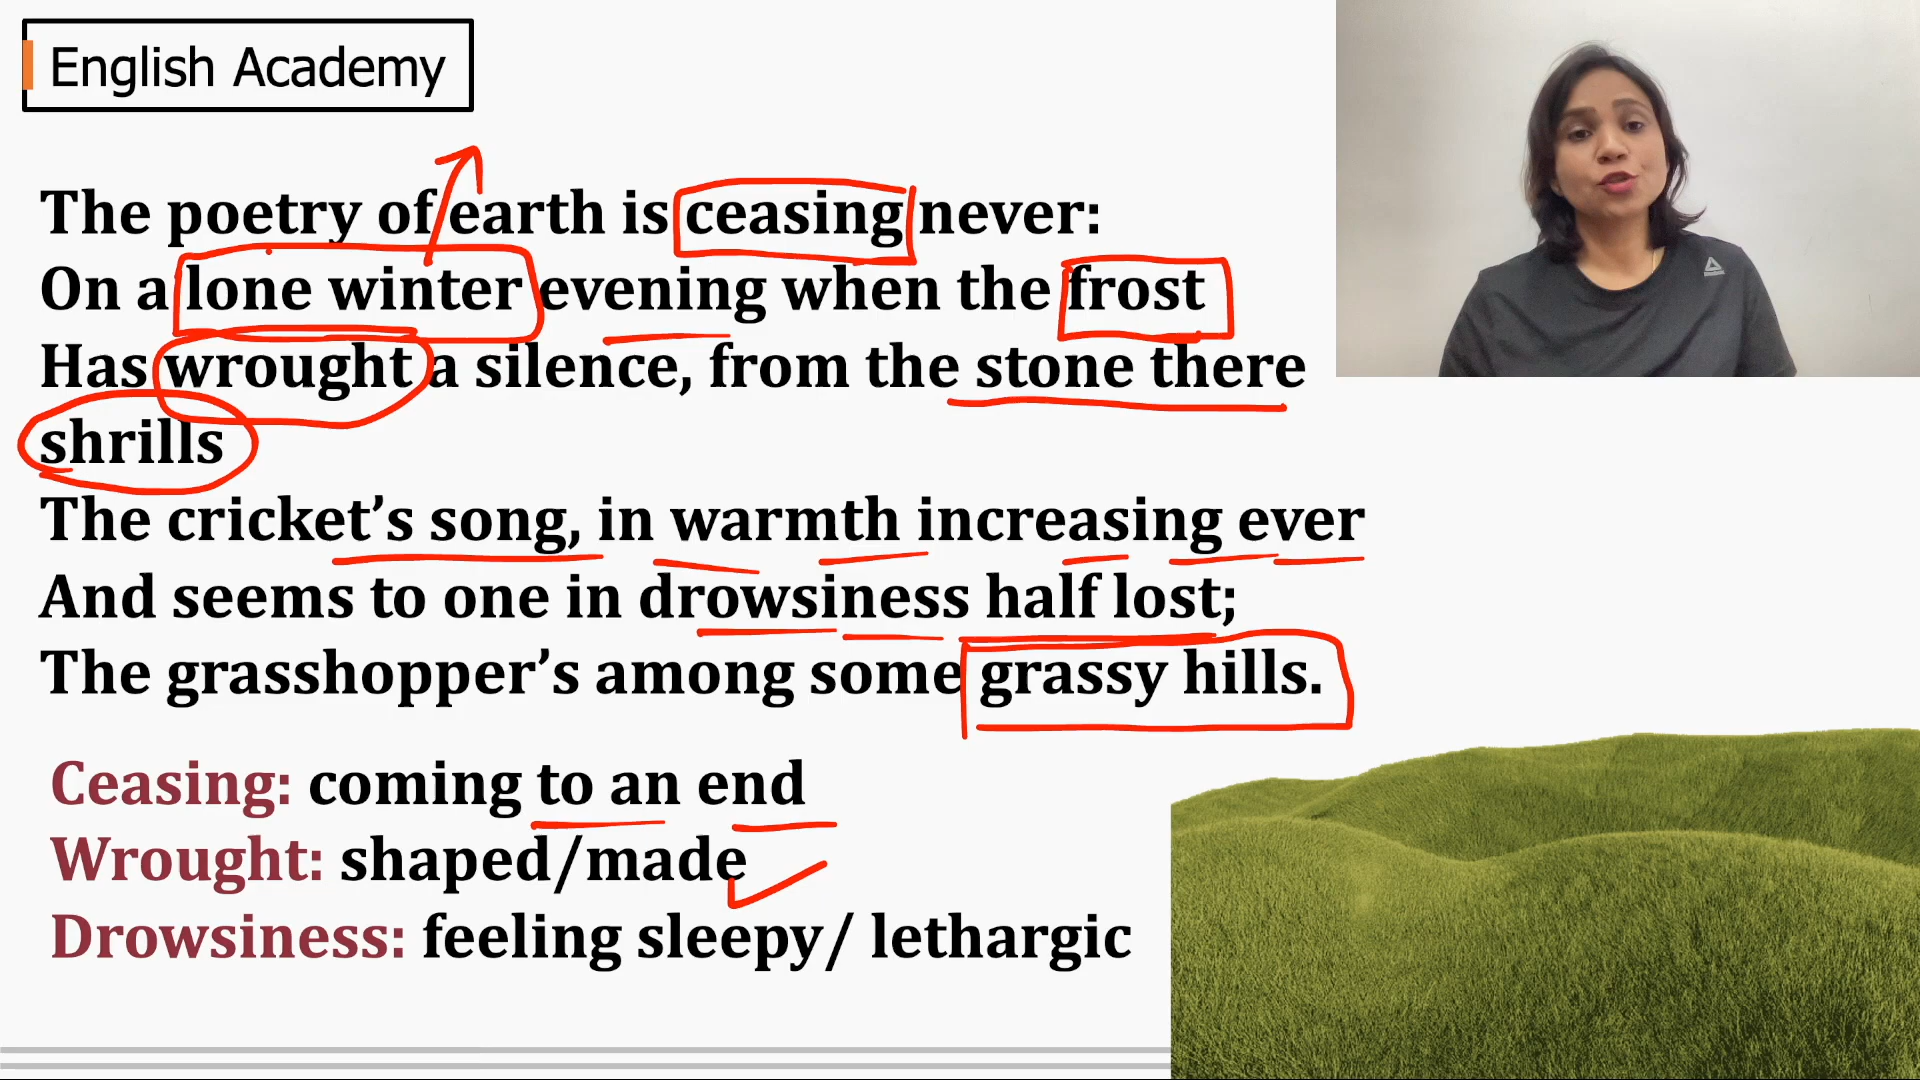 English Academy
The poetry of earth is ceasing never:
On a lone winter evening when the frost
Has wrought a silence, from the stone there
shrills
The cricket’s song, in warmth increasing ever
And seems to one in drowsiness half lost;
The grasshopper’s among some grassy hills.
Ceasing: coming to an end
Wrought: shaped/made
Drowsiness: feeling sleepy/ lethargic